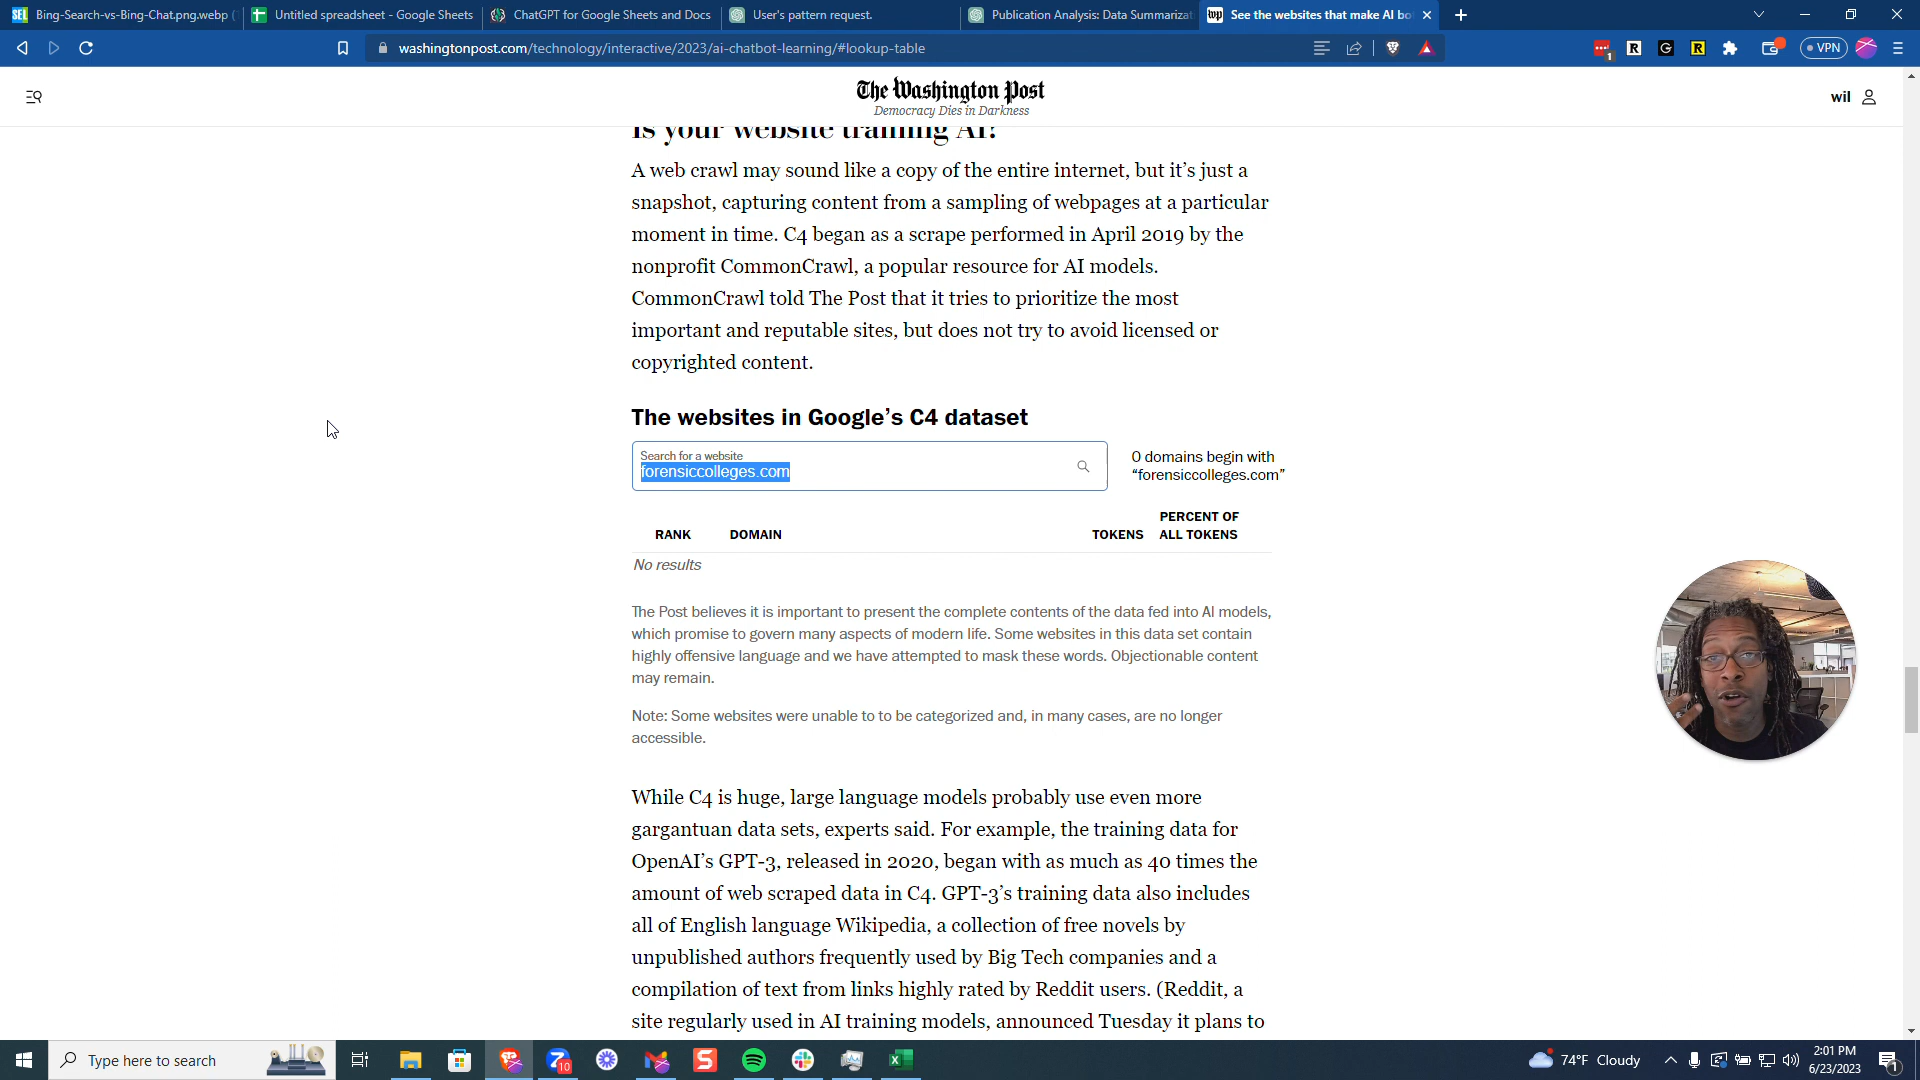 SEL Bing-Search-vs-Bing-Chat.png.webp (
Untitled spreadsheet - Google Sheets
ChatGPT for Google Sheets and Docs
User's pattern request.
Publication Analysis: Data Summarizat
wp See the websites that make AI bo
washingtonpost.com/technology/interactive/2023/ai-chatbot-learning/#lookup-table
1
VPN
The Washington Post
Democracy Dies in Darkness
wil
Is your website training AI?
A web crawl may sound like a copy of the entire internet, but it’s just a
snapshot, capturing content from a sampling of webpages at a particular
moment in time. C4 began as a scrape performed in April 2019 by the
nonprofit CommonCrawl, a popular resource for AI models.
CommonCrawl told The Post that it tries to prioritize the most
important and reputable sites, but does not try to avoid licensed or
copyrighted content.
The websites in Google’s C4 dataset
Search for a website
forensiccolleges.com
0 domains begin with
“forensiccolleges.com”
RANK DOMAIN TOKENS PERCENT OF
ALL TOKENS
No results
The Post believes it is important to present the complete contents of the data fed into AI models,
which promise to govern many aspects of modern life. Some websites in this data set contain
highly offensive language and we have attempted to mask these words. Objectionable content
may remain.
Note: Some websites were unable to to be categorized and, in many cases, are no longer
accessible.
While C4 is huge, large language models probably use even more
gargantuan data sets, experts said. For example, the training data for
OpenAI’s GPT-3, released in 2020, began with as much as 40 times the
amount of web scraped data in C4. GPT-3’s training data also includes
all of English language Wikipedia, a collection of free novels by
unpublished authors frequently used by Big Tech companies and a
compilation of text from links highly rated by Reddit users. (Reddit, a
site regularly used in AI training models, announced Tuesday it plans to
Type here to search
10
74°F Cloudy
2:01 PM
6/23/2023
1